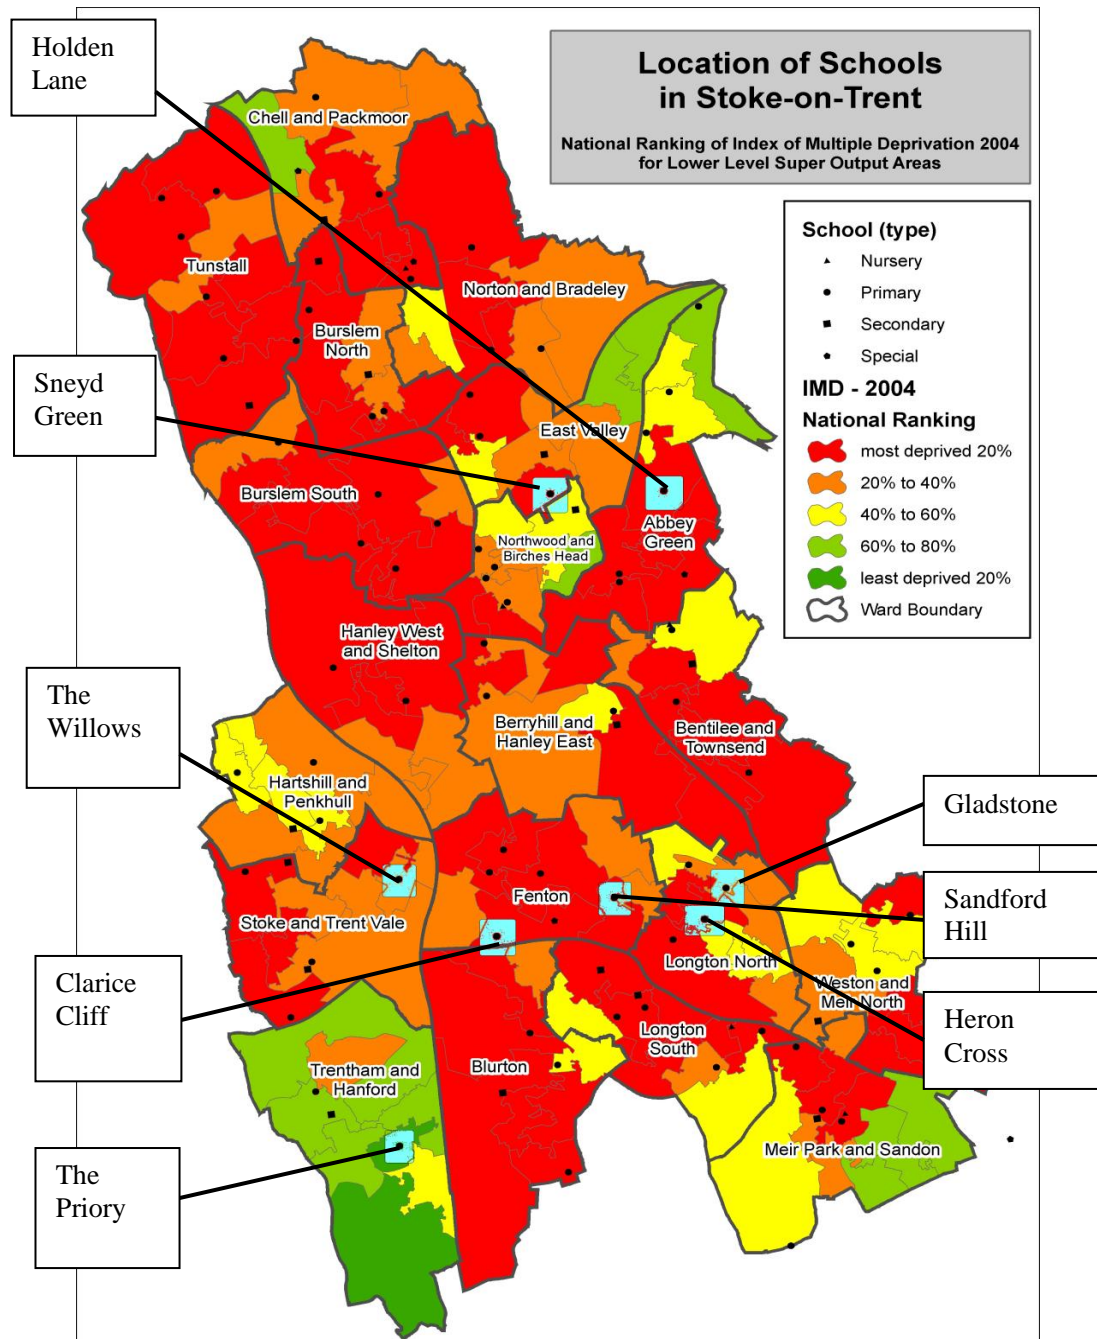 Holden
Lane
Location of Schools
in Stoke-on-Trent
National Ranking of Index of Multiple Deprivation 2004
for Lower Level Super Output Areas
School (type)
Nursery
Primary
Secondary
Special
IMD - 2004
National Ranking
most deprived 20%
20% to 40%
40% to 60%
60% to 80%
least deprived 20%
Ward Boundary
Chell and Packmoor
Tunstall
Norton and Bradeley
Burslem
North
Sneyd
Green
East Valley
Burslem South
Abbey
Green
Northwood and
Birches Head
Hanley West
and Shelton
The
Willows
Berryhill and
Hanley East
Bentilee and
Townsend
Hartshill and
Penkhull
Gladstone
Fenton
Sandford
Hill
Stoke and Trent Vale
Longton North
Weston and
Meir North
Clarice
Cliff
Heron
Cross
Longton
South
Trentham and
Hanford
Blurton
Meir Park and Sandon
The
Priory